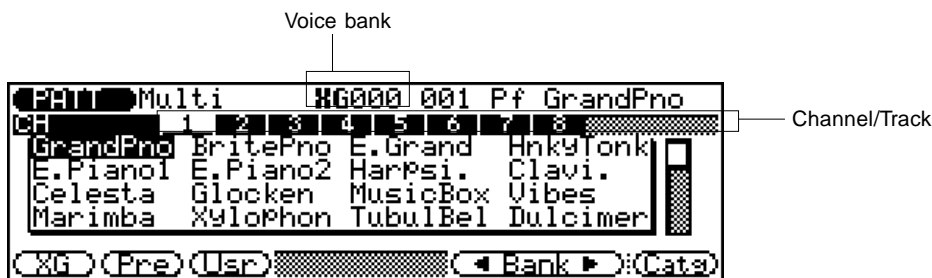 Voice bank
PATT Multi XG000 001 Pf GrandPno
CH 1 2 3 4 5 6 7 8
Channel/Track
GrandPno BritePno E.Grand HnkyTonk
E.Piano1 E.Piano2 Harpsi. Clavi.
Celesta Glocken MusicBox Vibes
Marimba Xylophon TubulBel Dulcimer
XG Pre Usr ◀ Bank ▶ Catg